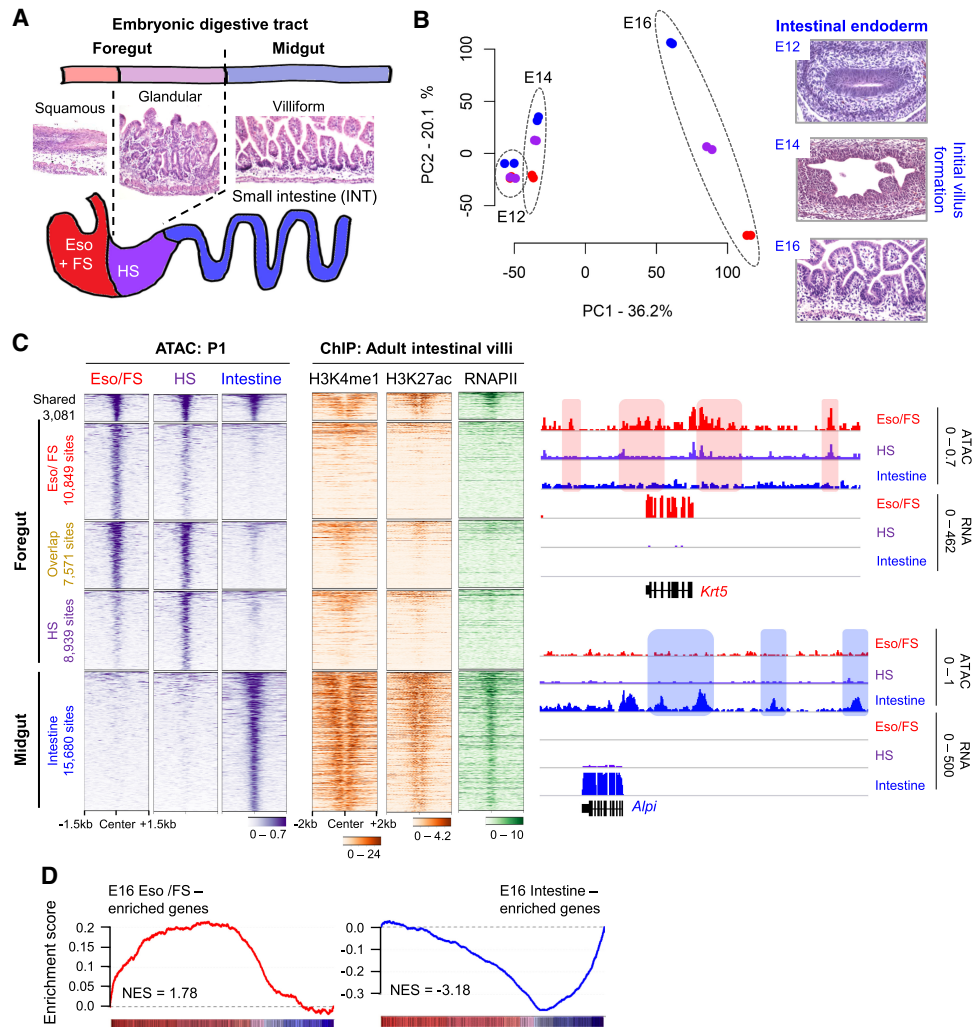 A
Embryonic digestive tract
Foregut
Midgut
Squamous
Glandular
Villiform
Small intestine (INT)
Eso
+ FS
HS
B
E16
E14
E12
100
50
0
-50
PC2 - 20.1 %
-50
0
50
100
PC1 - 36.2%
Intestinal endoderm
E12
E14
E16
Initial villus
formation
C
ATAC: P1
ChIP: Adult intestinal villi
Eso/FS
HS
Intestine
H3K4me1
H3K27ac
RNAPII
Shared
3,081
Foregut
Eso/ FS
10,849 sites
Overlap
7,571 sites
HS
8,939 sites
Midgut
Intestine
15,680 sites
-1.5kb Center +1.5kb
0 – 0.7
-2kb Center +2kb
0 – 24
0 – 4.2
0 – 10
Eso/FS
HS
Intestine
ATAC
0 – 0.7
Eso/FS
HS
Intestine
RNA
0 – 462
Krt5
Eso/FS
HS
Intestine
ATAC
0 – 1
Eso/FS
HS
Intestine
RNA
0 – 500
Alpi
D
E16 Eso /FS –
enriched genes
Enrichment score
0.2
0.15
0.1
0.05
0.0
NES = 1.78
E16 Intestine –
enriched genes
0.0
-0.1
-0.2
-0.3
NES = -3.18